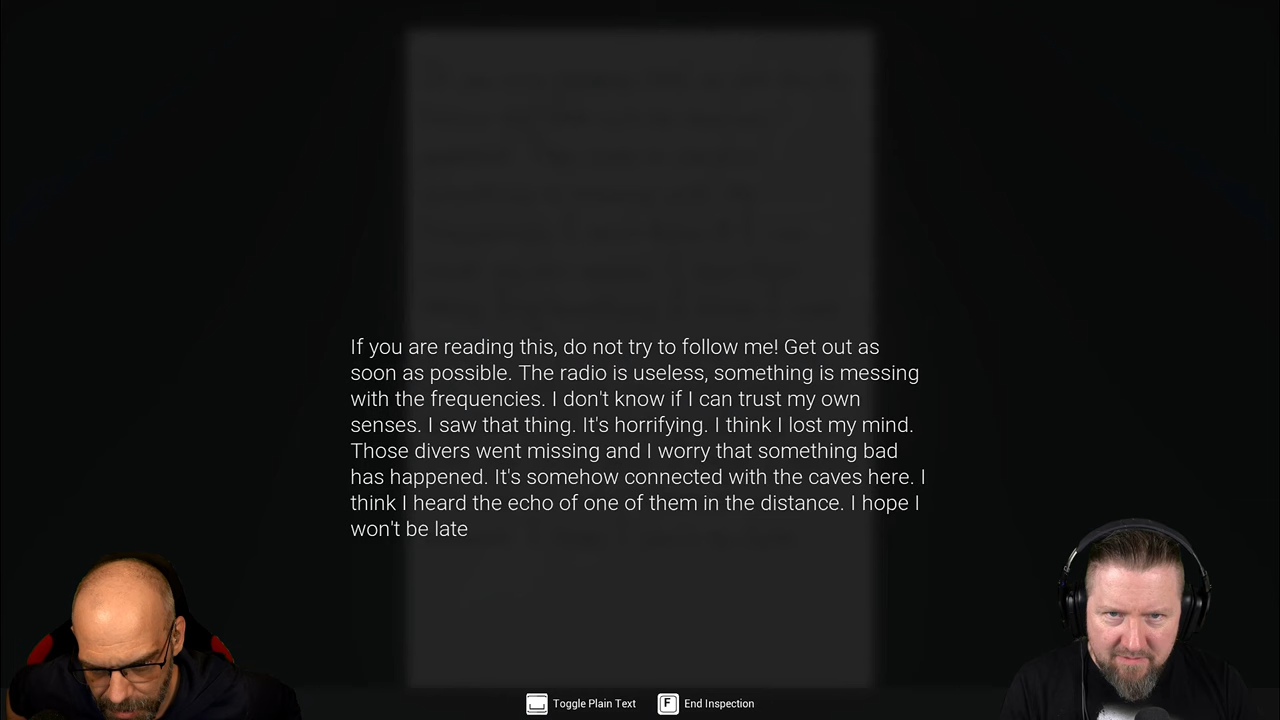 If you are reading this, do not try to follow me! Get out as
soon as possible. The radio is useless, something is messing
with the frequencies. I don't know if I can trust my own
senses. I saw that thing. It's horrifying. I think I lost my mind.
Those divers went missing and I worry that something bad
has happened. It's somehow connected with the caves here. I
think I heard the echo of one of them in the distance. I hope I
won't be late
Toggle Plain Text F End Inspection